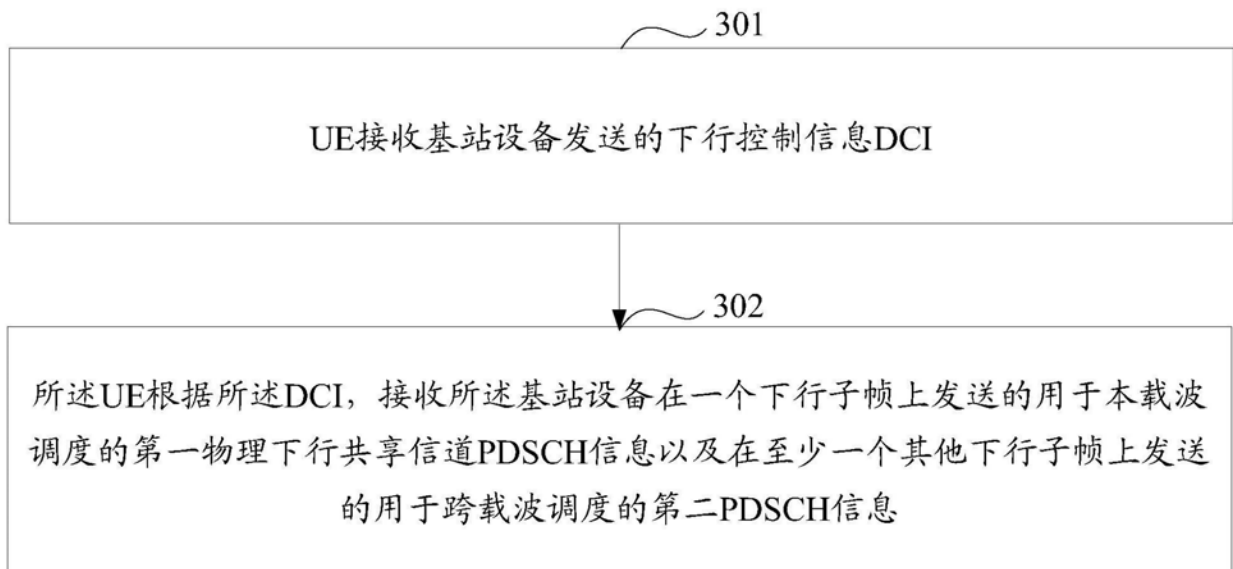 301
UE接收基站设备发送的下行控制信息DCI
302
所述UE根据所述DCI，接收所述基站设备在一个下行子帧上发送的用于本载波
调度的第一物理下行共享信道PDSCH信息以及在至少一个其他下行子帧上发送
的用于跨载波调度的第二PDSCH信息